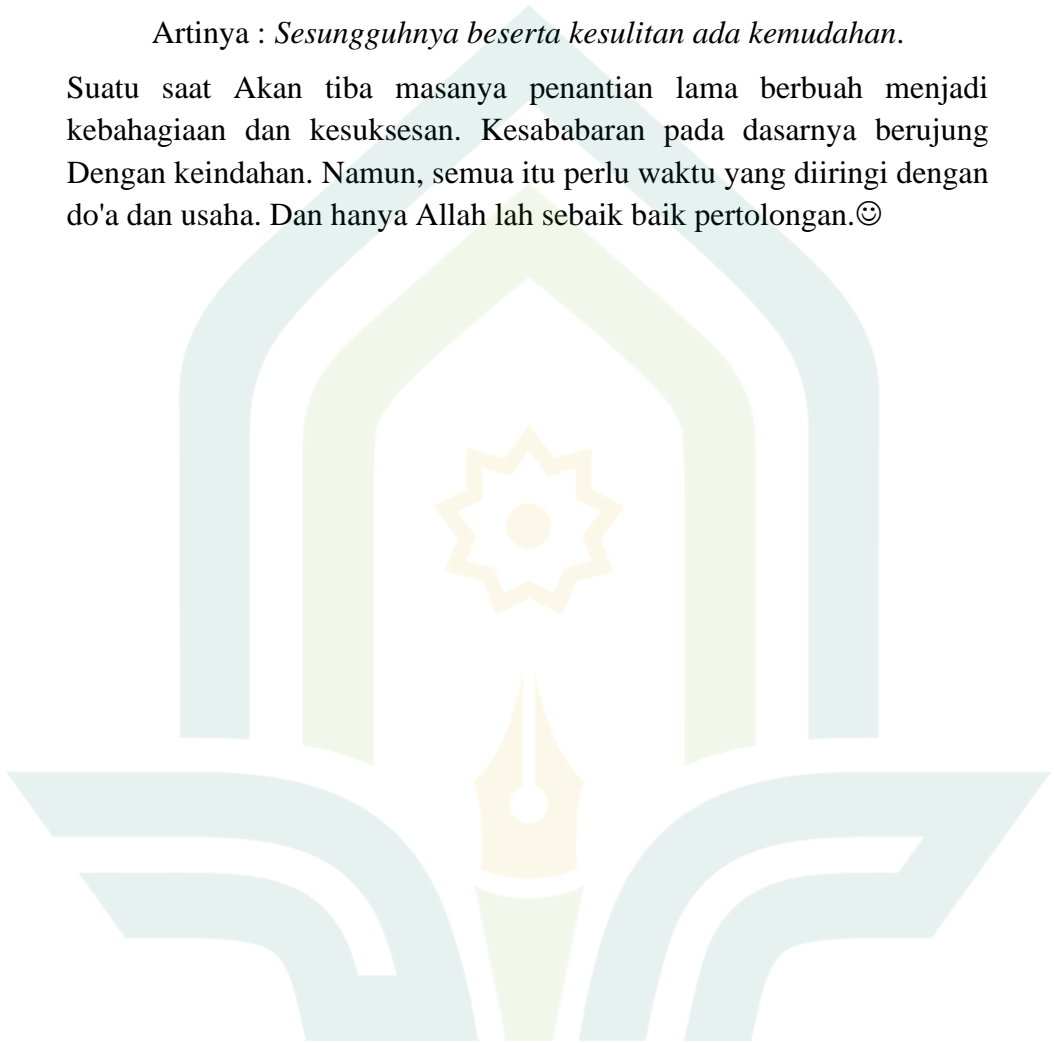 Artinya : Sesungguhnya beserta kesulitan ada kemudahan.
Suatu saat Akan tiba masanya penantian lama berbuah menjadi
kebahagiaan dan kesuksesan. Kesababaran pada dasarnya berujung
Dengan keindahan. Namun, semua itu perlu waktu yang diiringi dengan
do'a dan usaha. Dan hanya Allah lah sebaik baik pertolongan.☺